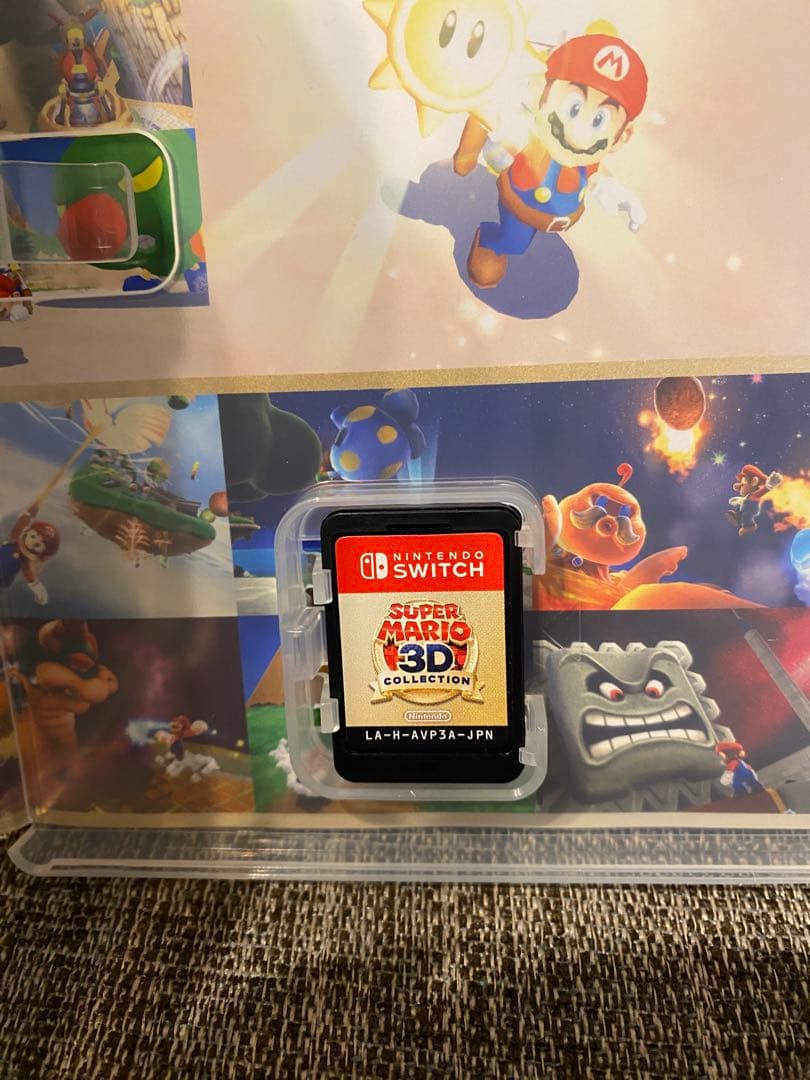 M
NINTENDO
SWITCH
SUPER
MARIO
3D
COLLECTION
Nintendo
LA-H-AVP3A-JPN